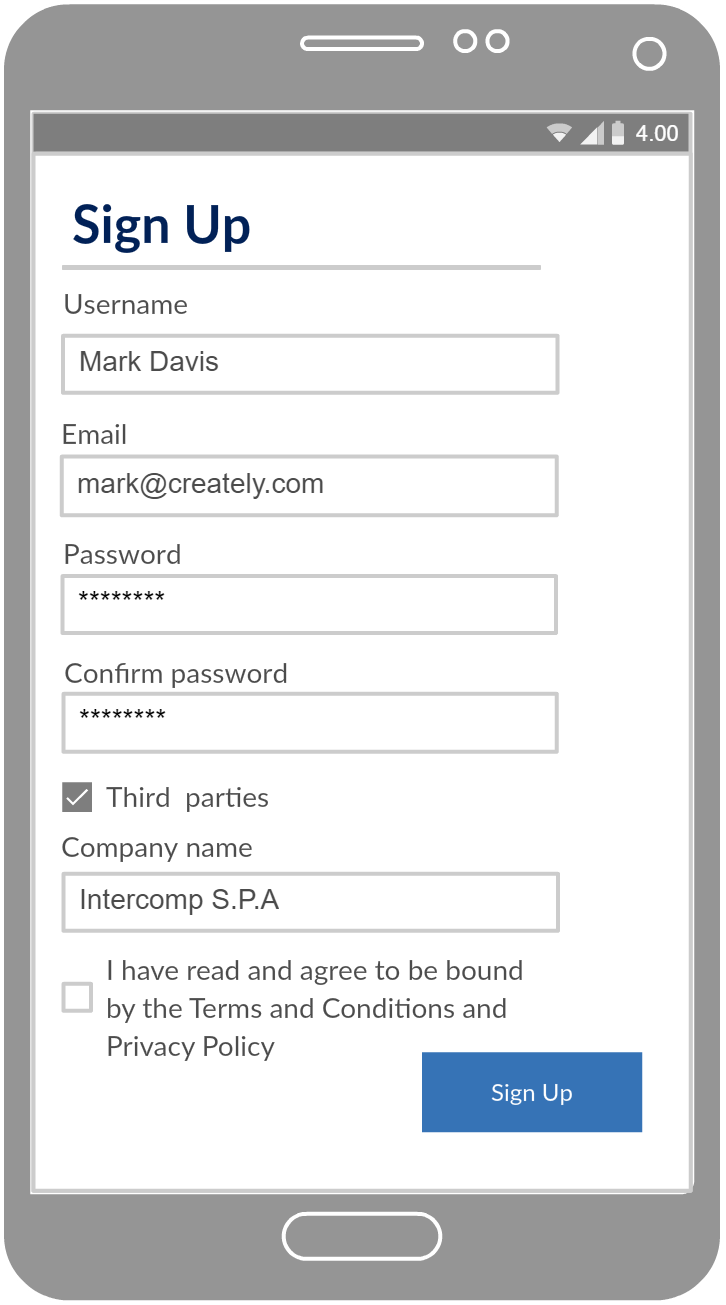 4.00
Sign Up
Username
Mark Davis
Email
mark@creately.com
Password
********
Confirm password
********
Third parties
Company name
Intercomp S.P.A
I have read and agree to be bound
by the Terms and Conditions and
Privacy Policy
Sign Up